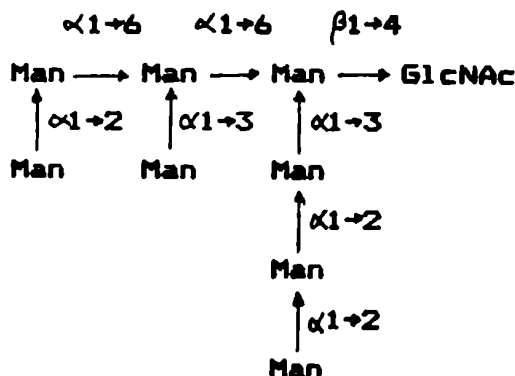 α1→6 α1→6 β1→4
Man → Man → Man → GlcNAc
α1→2 α1→3 α1→3
Man Man Man
α1→2
Man
α1→2
Man